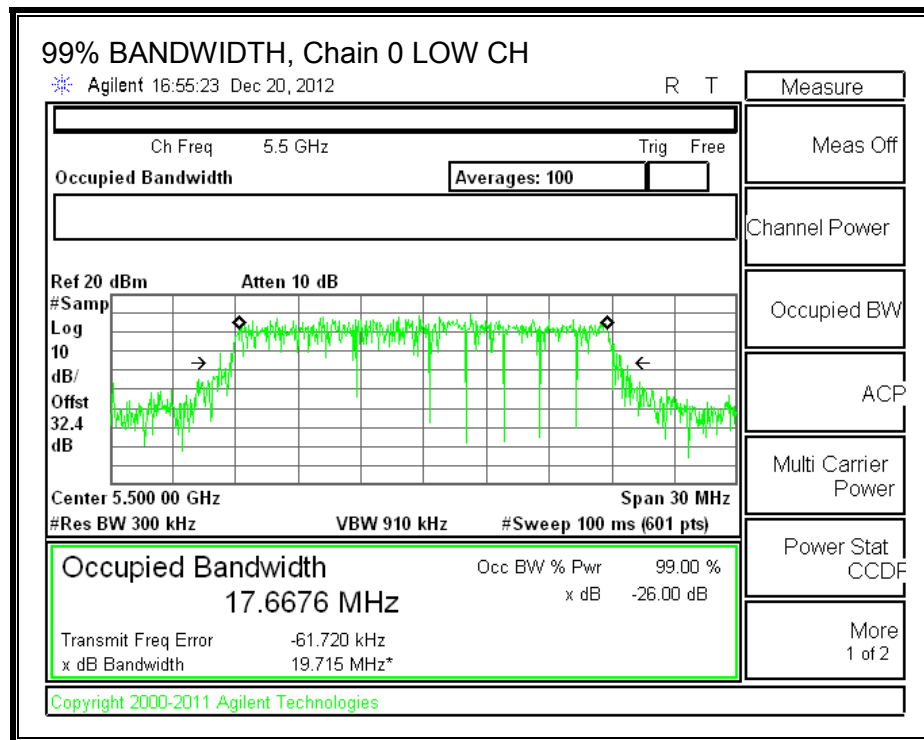 99% BANDWIDTH, Chain 0 LOW CH
Agilent 16:55:23 Dec 20, 2012 R T
Measure
Ch Freq 5.5 GHz Trig Free
Meas Off
Occupied Bandwidth Averages: 100
Channel Power
Ref 20 dBm Atten 10 dB
#Samp
Log
10
dB/
Offst
32.4
dB
Occupied BW
ACP
Center 5.500 00 GHz Span 30 MHz
#Res BW 300 kHz VBW 910 kHz #Sweep 100 ms (601 pts)
Multi Carrier
Power
Occupied Bandwidth Occ BW % Pwr 99.00 %
17.6676 MHz x dB -26.00 dB
Power Stat
CCDF
Transmit Freq Error -61.720 kHz
x dB Bandwidth 19.715 MHz*
More
1 of 2
Copyright 2000-2011 Agilent Technologies